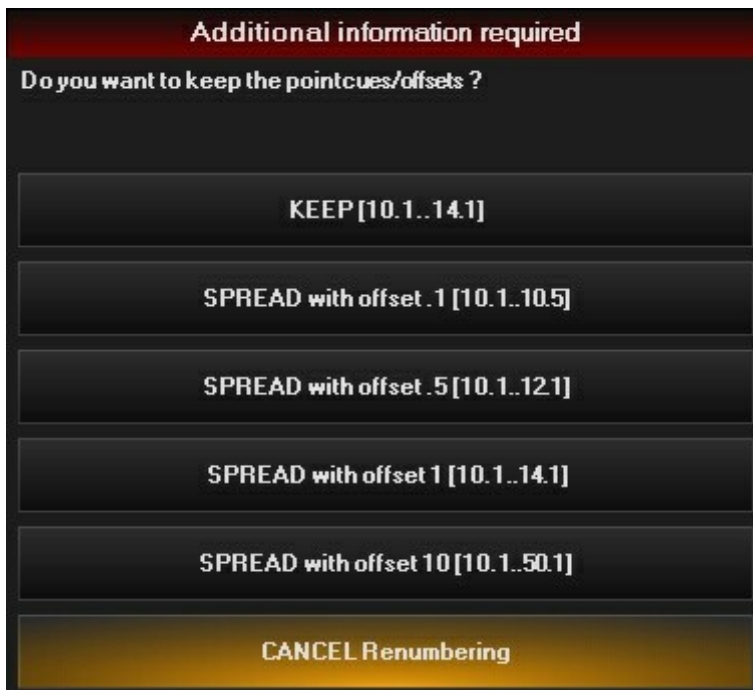 Additional information required
Do you want to keep the pointcues/offsets ?
KEEP [10.1..14.1]
SPREAD with offset .1 [10.1..10.5]
SPREAD with offset .5 [10.1..12.1]
SPREAD with offset 1 [10.1..14.1]
SPREAD with offset 10 [10.1..50.1]
CANCEL Renumbering